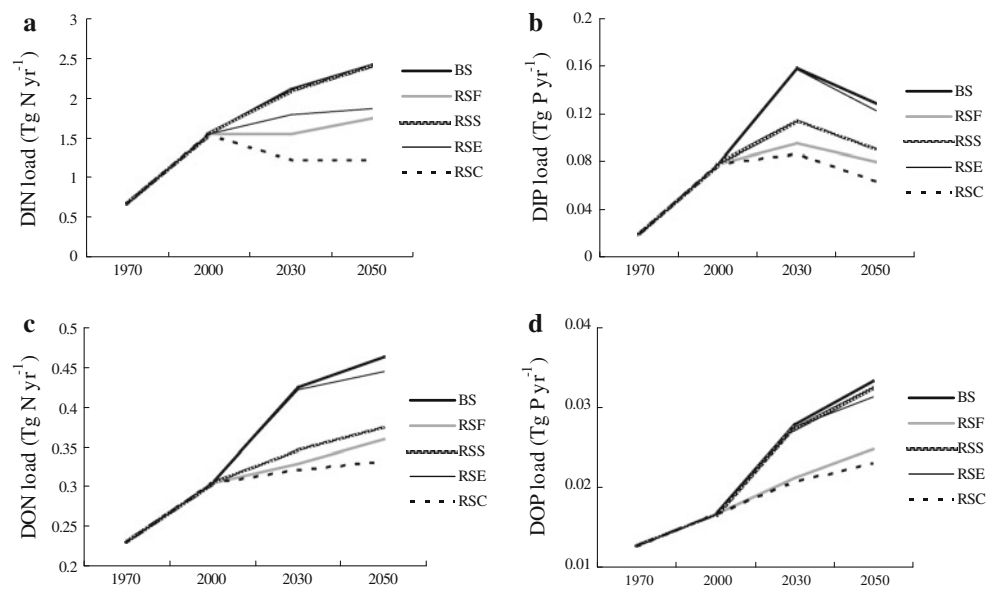 a
DIN load (Tg N yr-1)
3
2.5
2
1.5
1
0.5
0
1970 2000 2030 2050
BS
RSF
RSS
RSE
RSC
b
DIP load (Tg P yr-1)
0.2
0.16
0.12
0.08
0.04
0
1970 2000 2030 2050
BS
RSF
RSS
RSE
RSC
c
DON load (Tg N yr-1)
0.5
0.45
0.4
0.35
0.3
0.25
0.2
1970 2000 2030 2050
BS
RSF
RSS
RSE
RSC
d
DOP load (Tg P yr-1)
0.04
0.03
0.02
0.01
1970 2000 2030 2050
BS
RSF
RSS
RSE
RSC